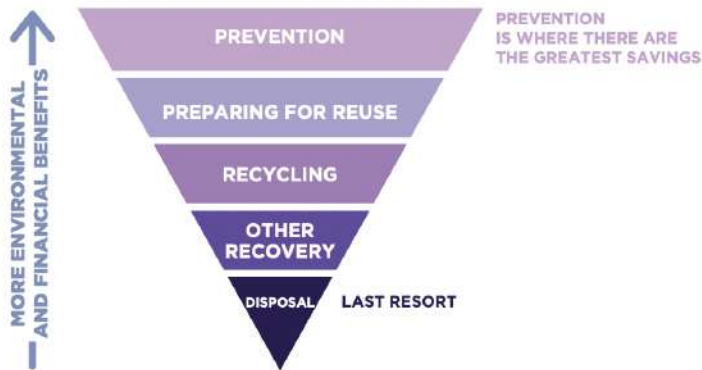 MORE ENVIRONMENTAL
AND FINANCIAL BENEFITS
PREVENTION
PREVENTION
IS WHERE THERE ARE
THE GREATEST SAVINGS
PREPARING FOR REUSE
RECYCLING
OTHER
RECOVERY
DISPOSAL
LAST RESORT